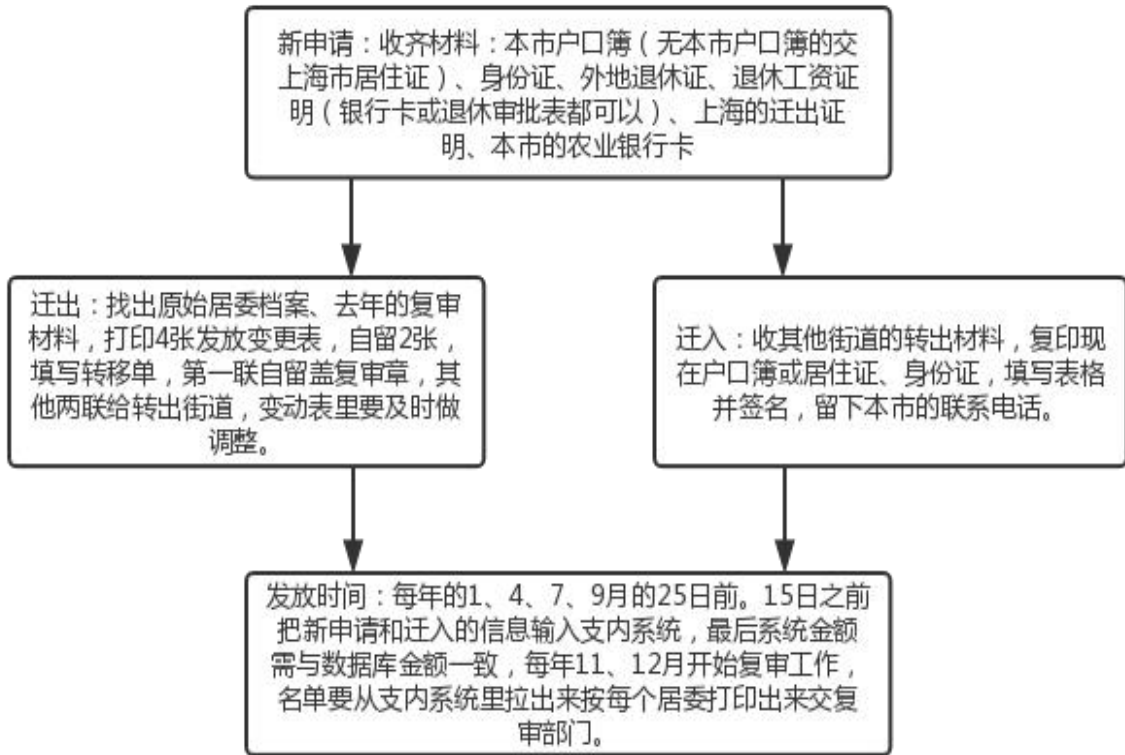 新申请：收齐材料：本市户口簿（无本市户口簿的交
上海市居住证）、身份证、外地退休证、退休工资证
明（银行卡或退休审批表都可以）、上海的迁出证
明、本市的农业银行卡
迁出：找出原始居委档案、去年的复审
材料，打印4张发放变更表，自留2张，
填写转移单，第一联自留盖复审章，其
他两联给转出街道，变动表里要及时做
调整。
迁入：收其他街道的转出材料，复印现
在户口簿或居住证、身份证，填写表格
并签名，留下本市的联系电话。
发放时间：每年的1、4、7、9月的25日前。15日之前
把新申请和迁入的信息输入支内系统，最后系统金额
需与数据库金额一致，每年11、12月开始复审工作，
名单要从支内系统里拉出来按每个居委打印出来交复
审部门。